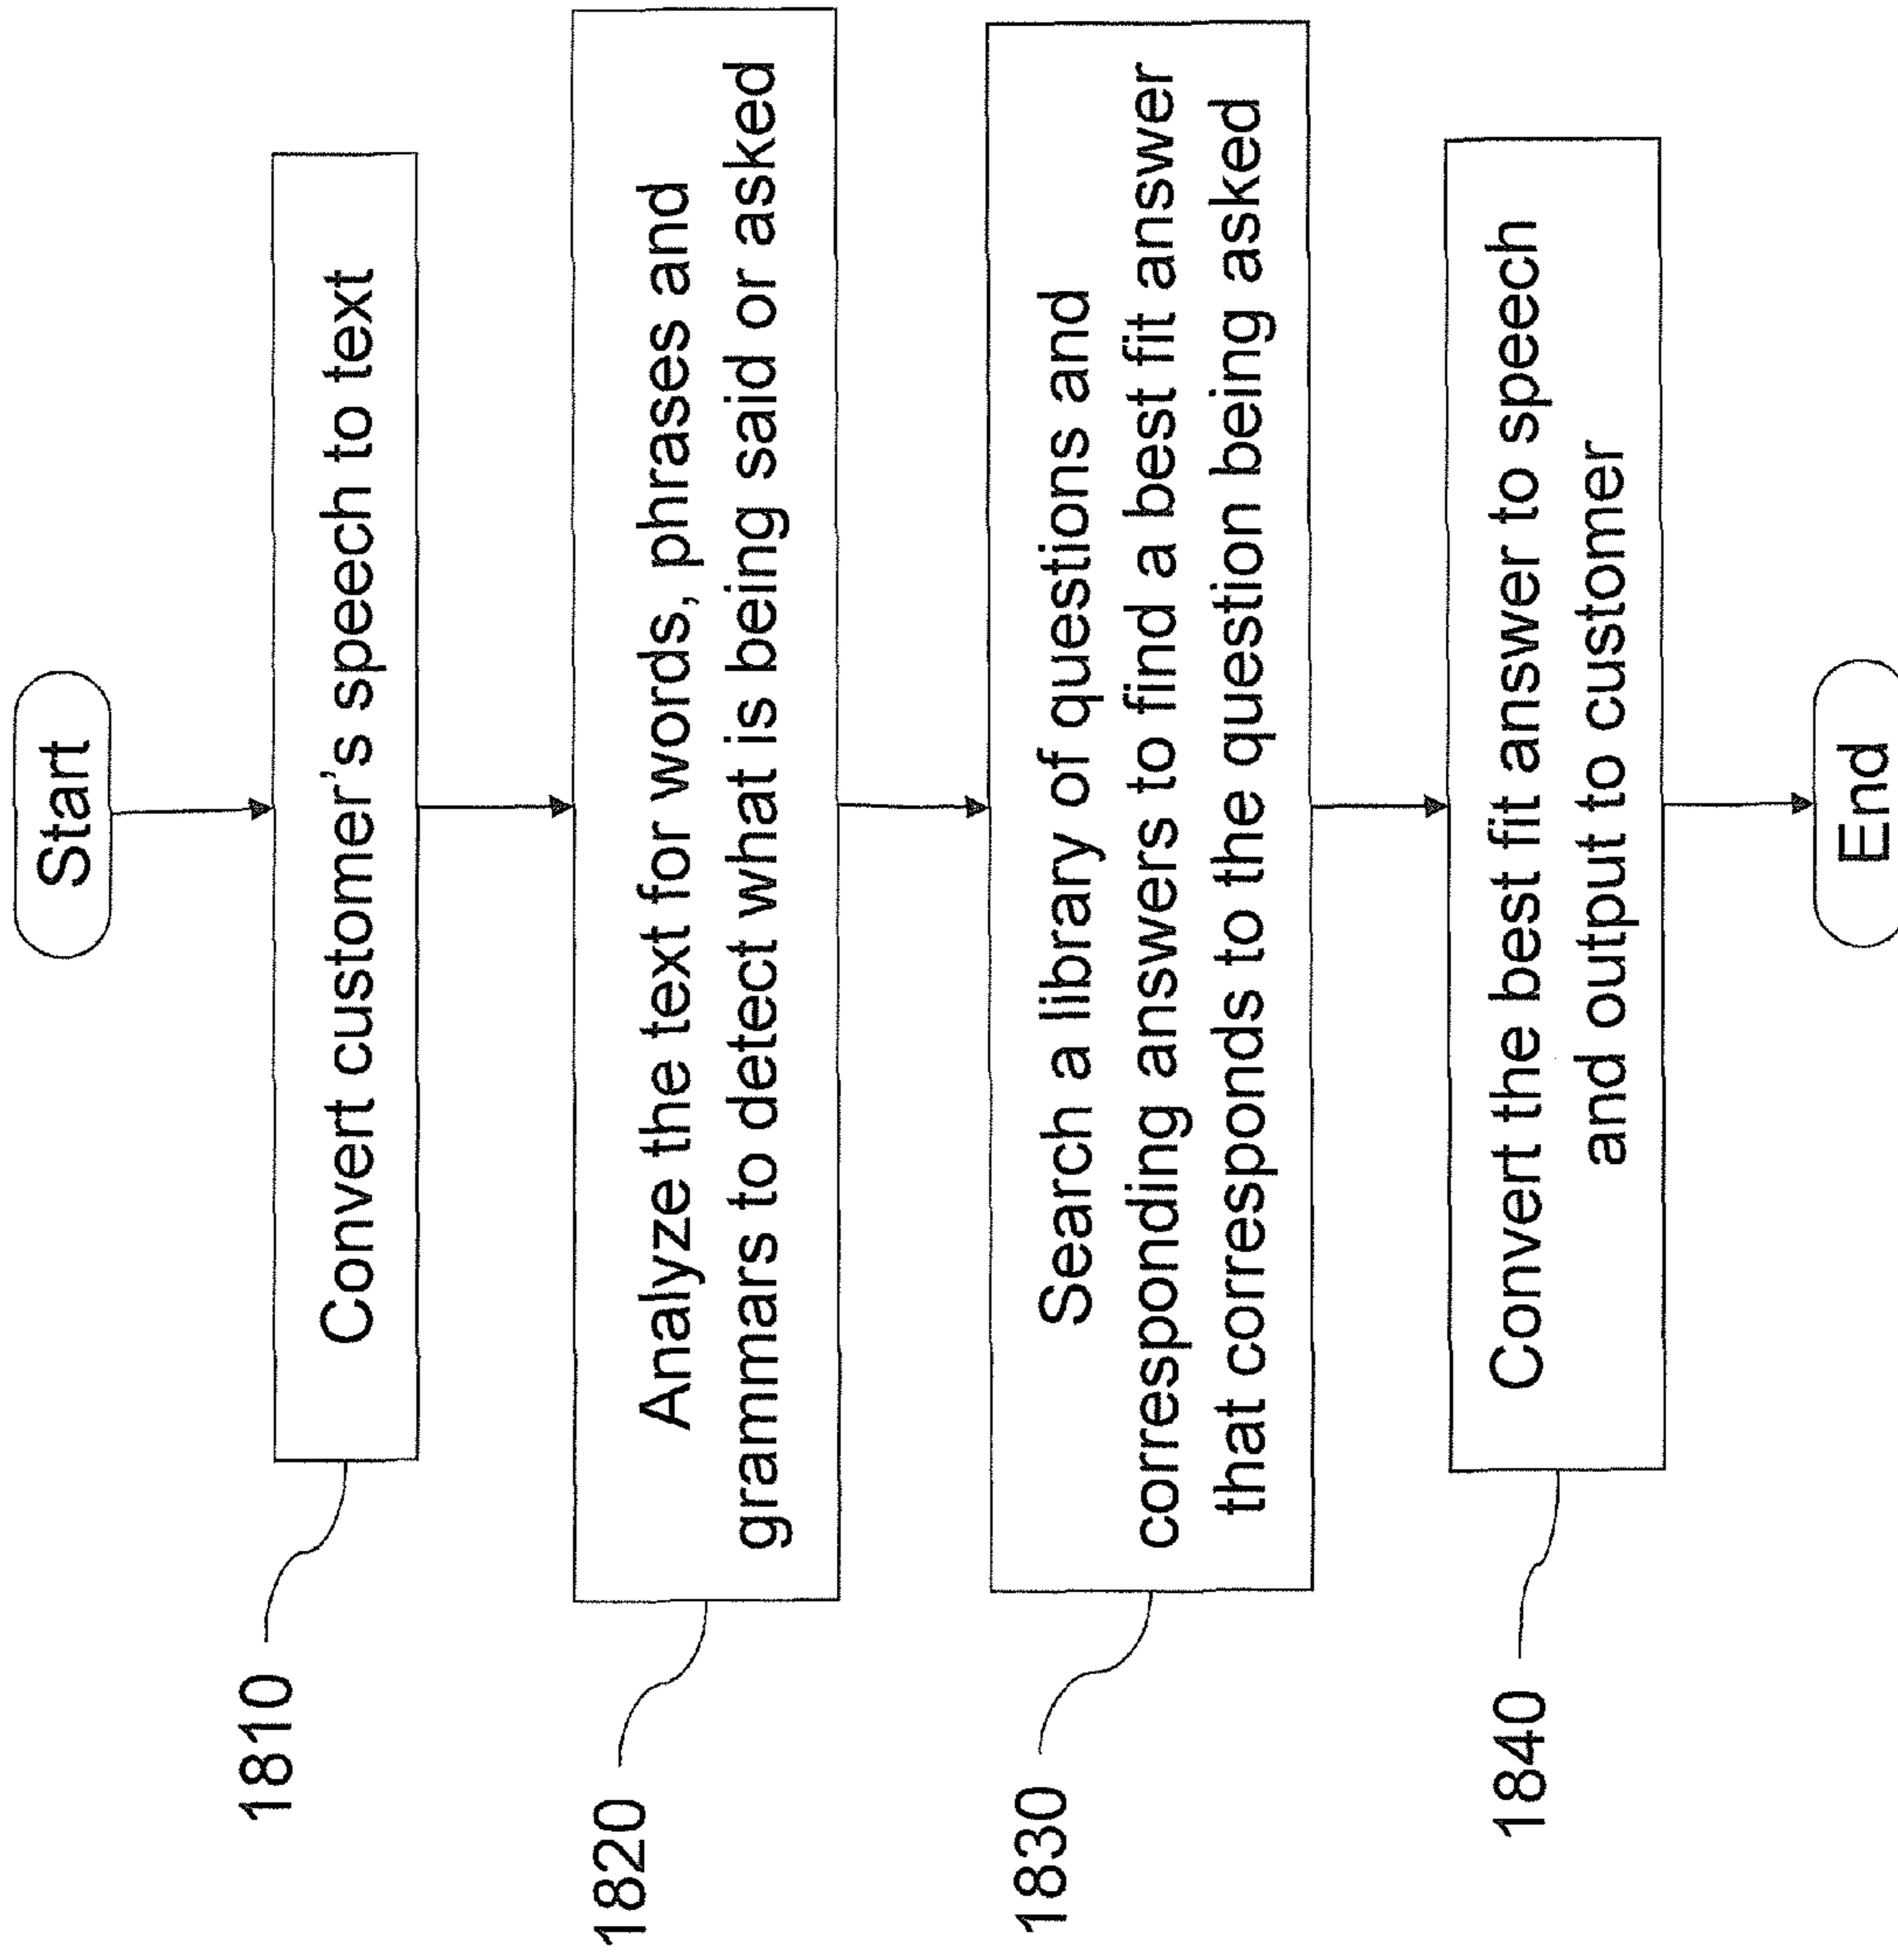 Start
1810
Convert customer's speech to text
1820
Analyze the text for words, phrases and
grammars to detect what is being said or asked
1830
Search a library of questions and
corresponding answers to find a best fit answer
that corresponds to the question being asked
1840
Convert the best fit answer to speech
and output to customer
End